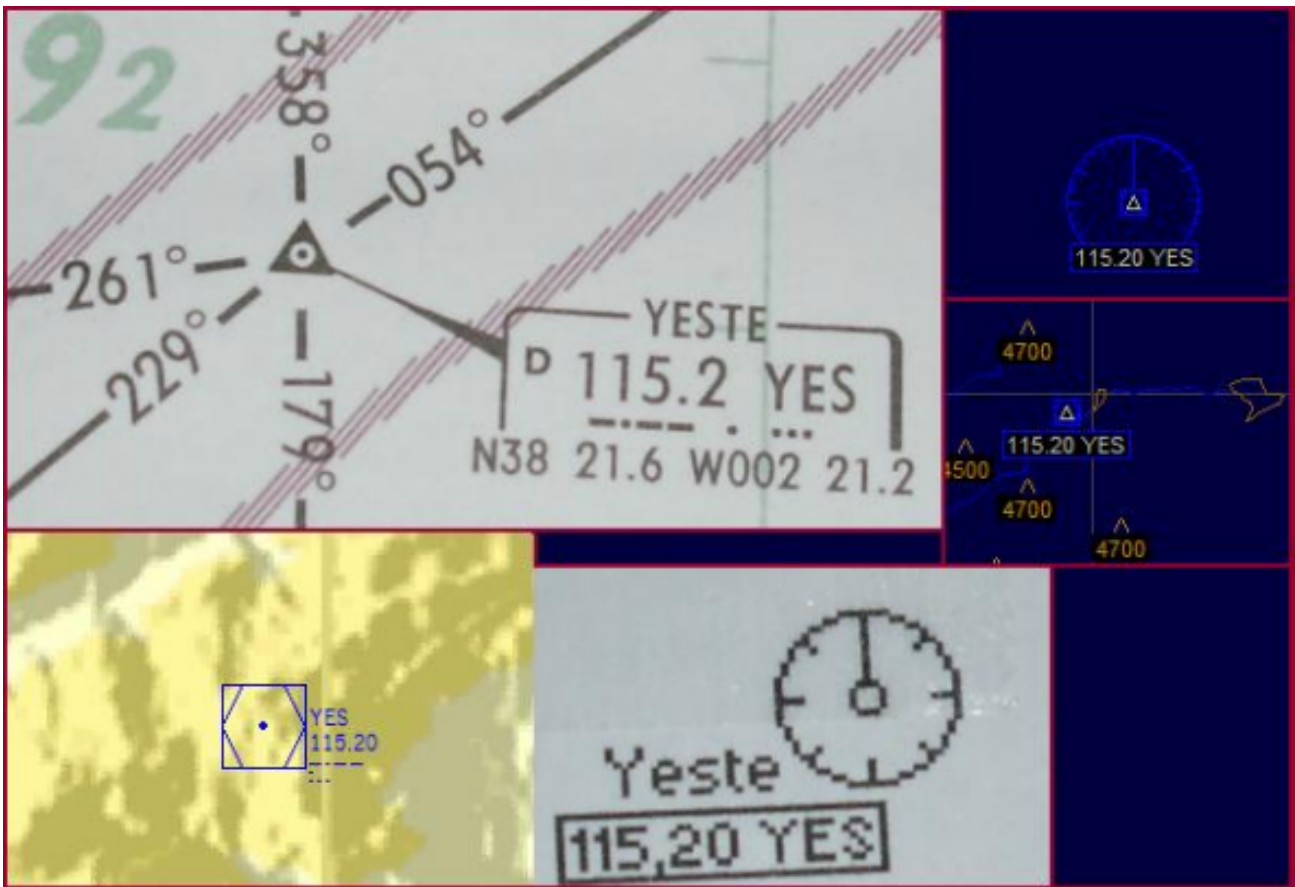 92
358°
054°
261°
229°
179°
YESTE
D 115.2 YES
N38 21.6 W002 21.2
115.20 YES
4700
115.20 YES
4500
4700
4700
YES
115.20
Yeste
115,20 YES